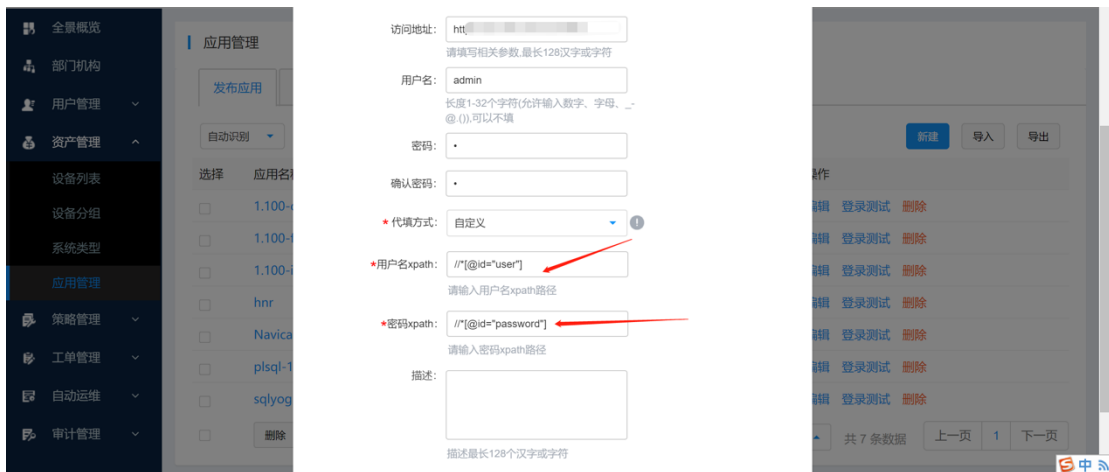 全景概览
部门机构
用户管理
资产管理
设备列表
设备分组
系统类型
应用管理
策略管理
工单管理
自动运维
审计管理
应用管理
发布应用
自动识别
新建
导入
导出
选择
应用名
操作
1.100-
编辑 登录测试 删除
1.100-
编辑 登录测试 删除
1.100-i
编辑 登录测试 删除
hnr
编辑 登录测试 删除
Navica
编辑 登录测试 删除
plsql-1
编辑 登录测试 删除
sqlyog
编辑 登录测试 删除
删除
共 7 条数据
上一页
1
下一页
访问地址:
htt
请填写相关参数,最长128汉字或字符
用户名:
admin
长度1-32个字符(允许输入数字、字母、_-
@.()),可以不填
密码:
•
确认密码:
•
* 代填方式:
自定义
*用户名xpath:
//*[@id="user"]
请输入用户名xpath路径
*密码xpath:
//*[@id="password"]
请输入密码xpath路径
描述:
描述最长128个汉字或字符
中